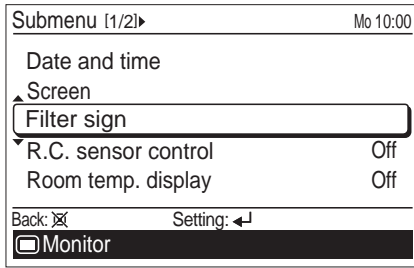 Submenu [1/2] Mo 10:00
Date and time
Screen
Filter sign
R.C. sensor control Off
Room temp. display Off
Back: Setting:
Monitor